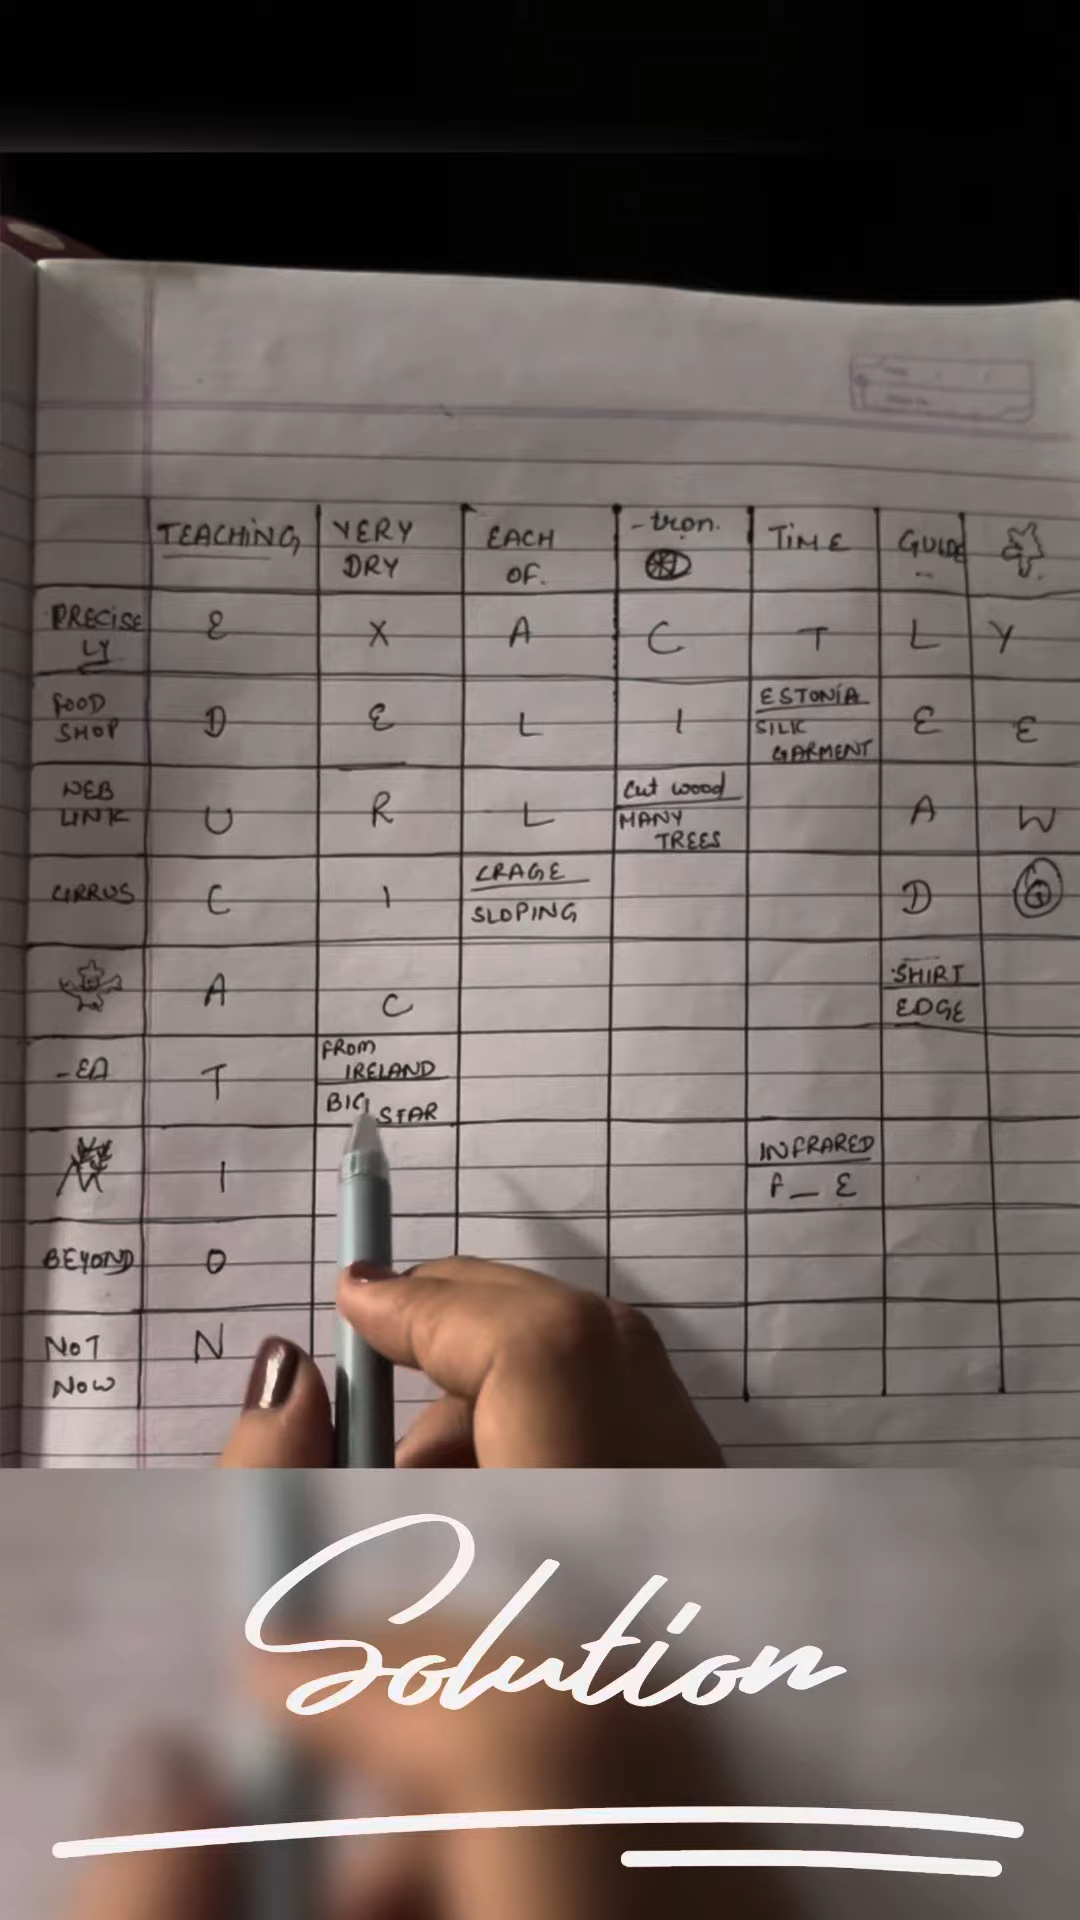 TEACHING
VERY
DRY
EACH
OF.
-tron.
TIME
GUIDE
PRECISE
LY
E X A C T L Y
FOOD
SHOP
D E L I
ESTONIA
SILK
GARMENT
E E
WEB
LINK
U R L
Cut wood
MANY
TREES
A W
CIRRUS
C I
CRAGE
SLOPING
D
A C
SHIRT
EDGE
-EA
T
FROM
IRELAND
BIG
STAR
I
INFRARED
F_ E
BEYOND
O
NOT
NOW
N
Solution